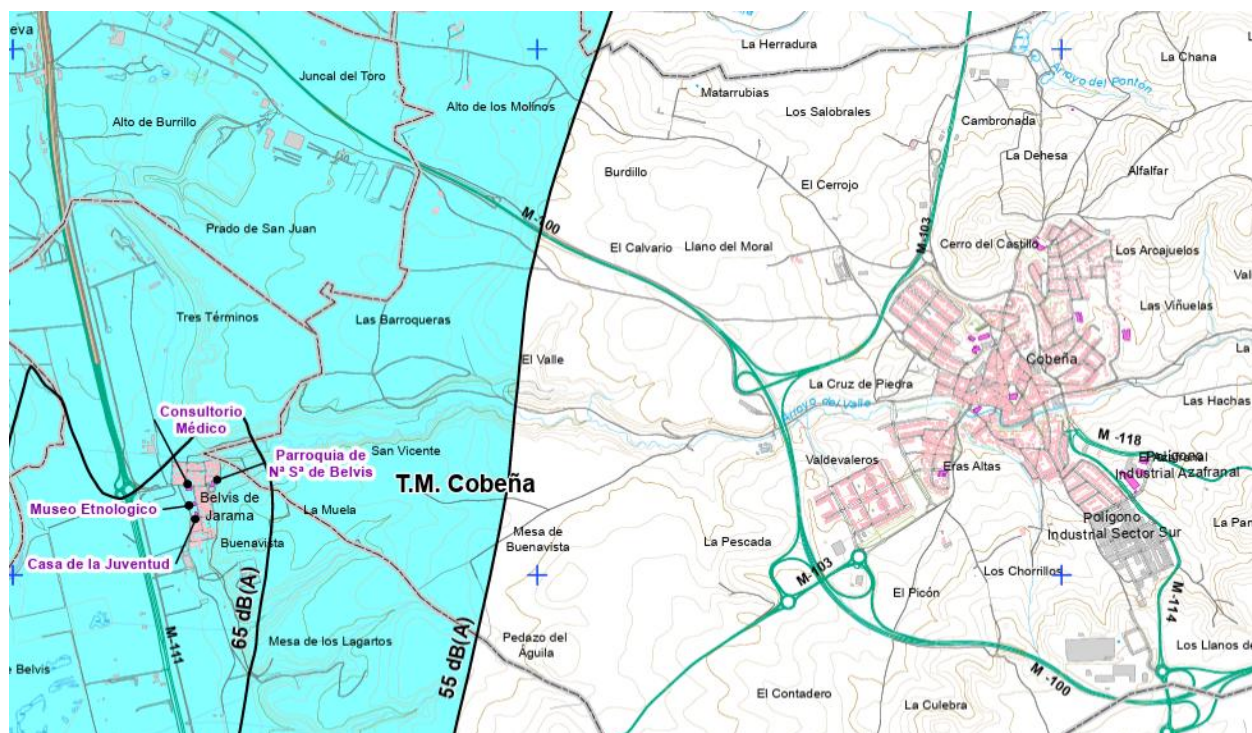 eva
La Herradura
La Chana
Juncal del Toro
Arroyo del Pontón
Matarrubias
Alto de los Molinos
Los Salobrales
Cambronada
Alto de Burrillo
La Dehesa
Alfalfar
Burdillo
El Cerrojo
M-100
Prado de San Juan
El Calvario
Llano del Moral
M-103
Cerro del Castillo
Los Arcajuelos
Val
Las Viñuelas
Tres Términos
Las Barroqueras
La
El Valle
Cobeña
La Cruz de Piedra
Las Hachas
Arroyo del Valle
Consultorio
Médico
San Vicente
M -118
Parroquia de
Nª Sª de Belvis
Valdevaleros
Eras Altas
Polígono
Industrial Azafranal
T.M. Cobeña
Belvis de
Jarama
Museo Etnologico
La Muela
Polígono
Industrial Sector Sur
La Pan
Mesa de
Buenavista
La Pescada
Buenavista
Casa de la Juventud
M-103
Los Chorrillos
El Picón
65 dB(A)
M-114
M-111
Mesa de los Lagartos
55 dB(A)
Pedazo del
Águila
Los Llanos de
e Belvis
M -100
El Contadero
La Culebra